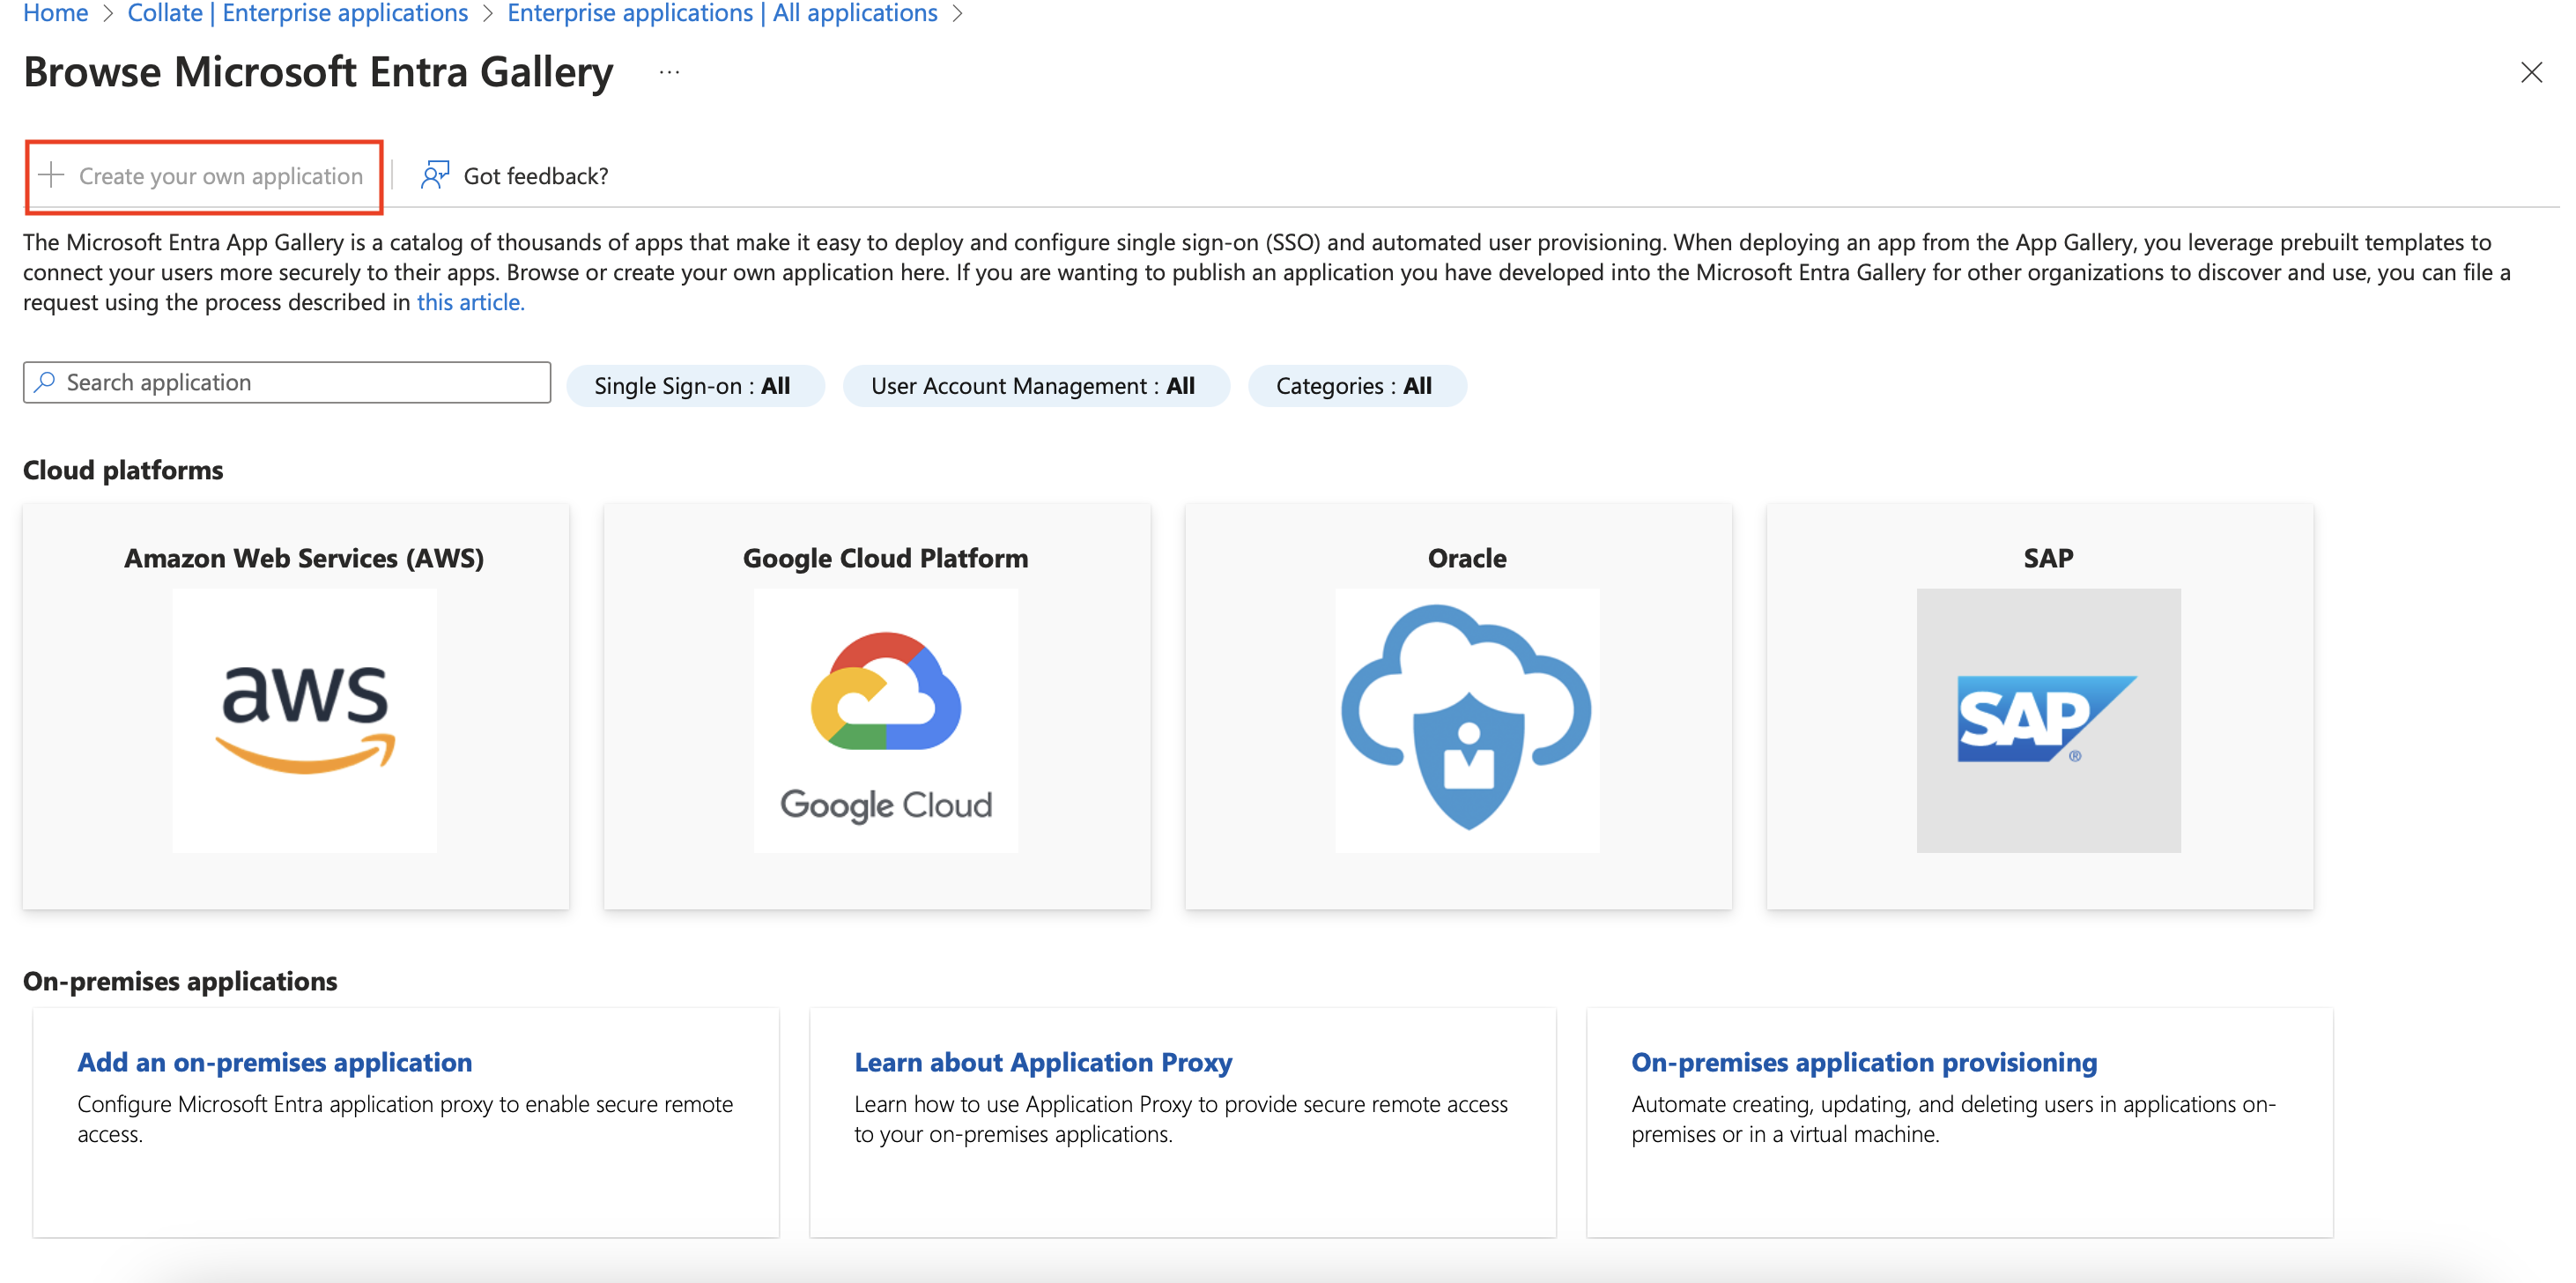 Home > Collate | Enterprise applications > Enterprise applications | All applications >
Browse Microsoft Entra Gallery ...
Create your own application
Got feedback?
The Microsoft Entra App Gallery is a catalog of thousands of apps that make it easy to deploy and configure single sign-on (SSO) and automated user provisioning. When deploying an app from the App Gallery, you leverage prebuilt templates to
connect your users more securely to their apps. Browse or create your own application here. If you are wanting to publish an application you have developed into the Microsoft Entra Gallery for other organizations to discover and use, you can file a
request using the process described in this article.
Search application
Single Sign-on : All
User Account Management : All
Categories : All
Cloud platforms
Amazon Web Services (AWS)
aws
Google Cloud Platform
Google Cloud
Oracle
SAP
SAP®
On-premises applications
Add an on-premises application
Configure Microsoft Entra application proxy to enable secure remote
access.
Learn about Application Proxy
Learn how to use Application Proxy to provide secure remote access
to your on-premises applications.
On-premises application provisioning
Automate creating, updating, and deleting users in applications on-
premises or in a virtual machine.